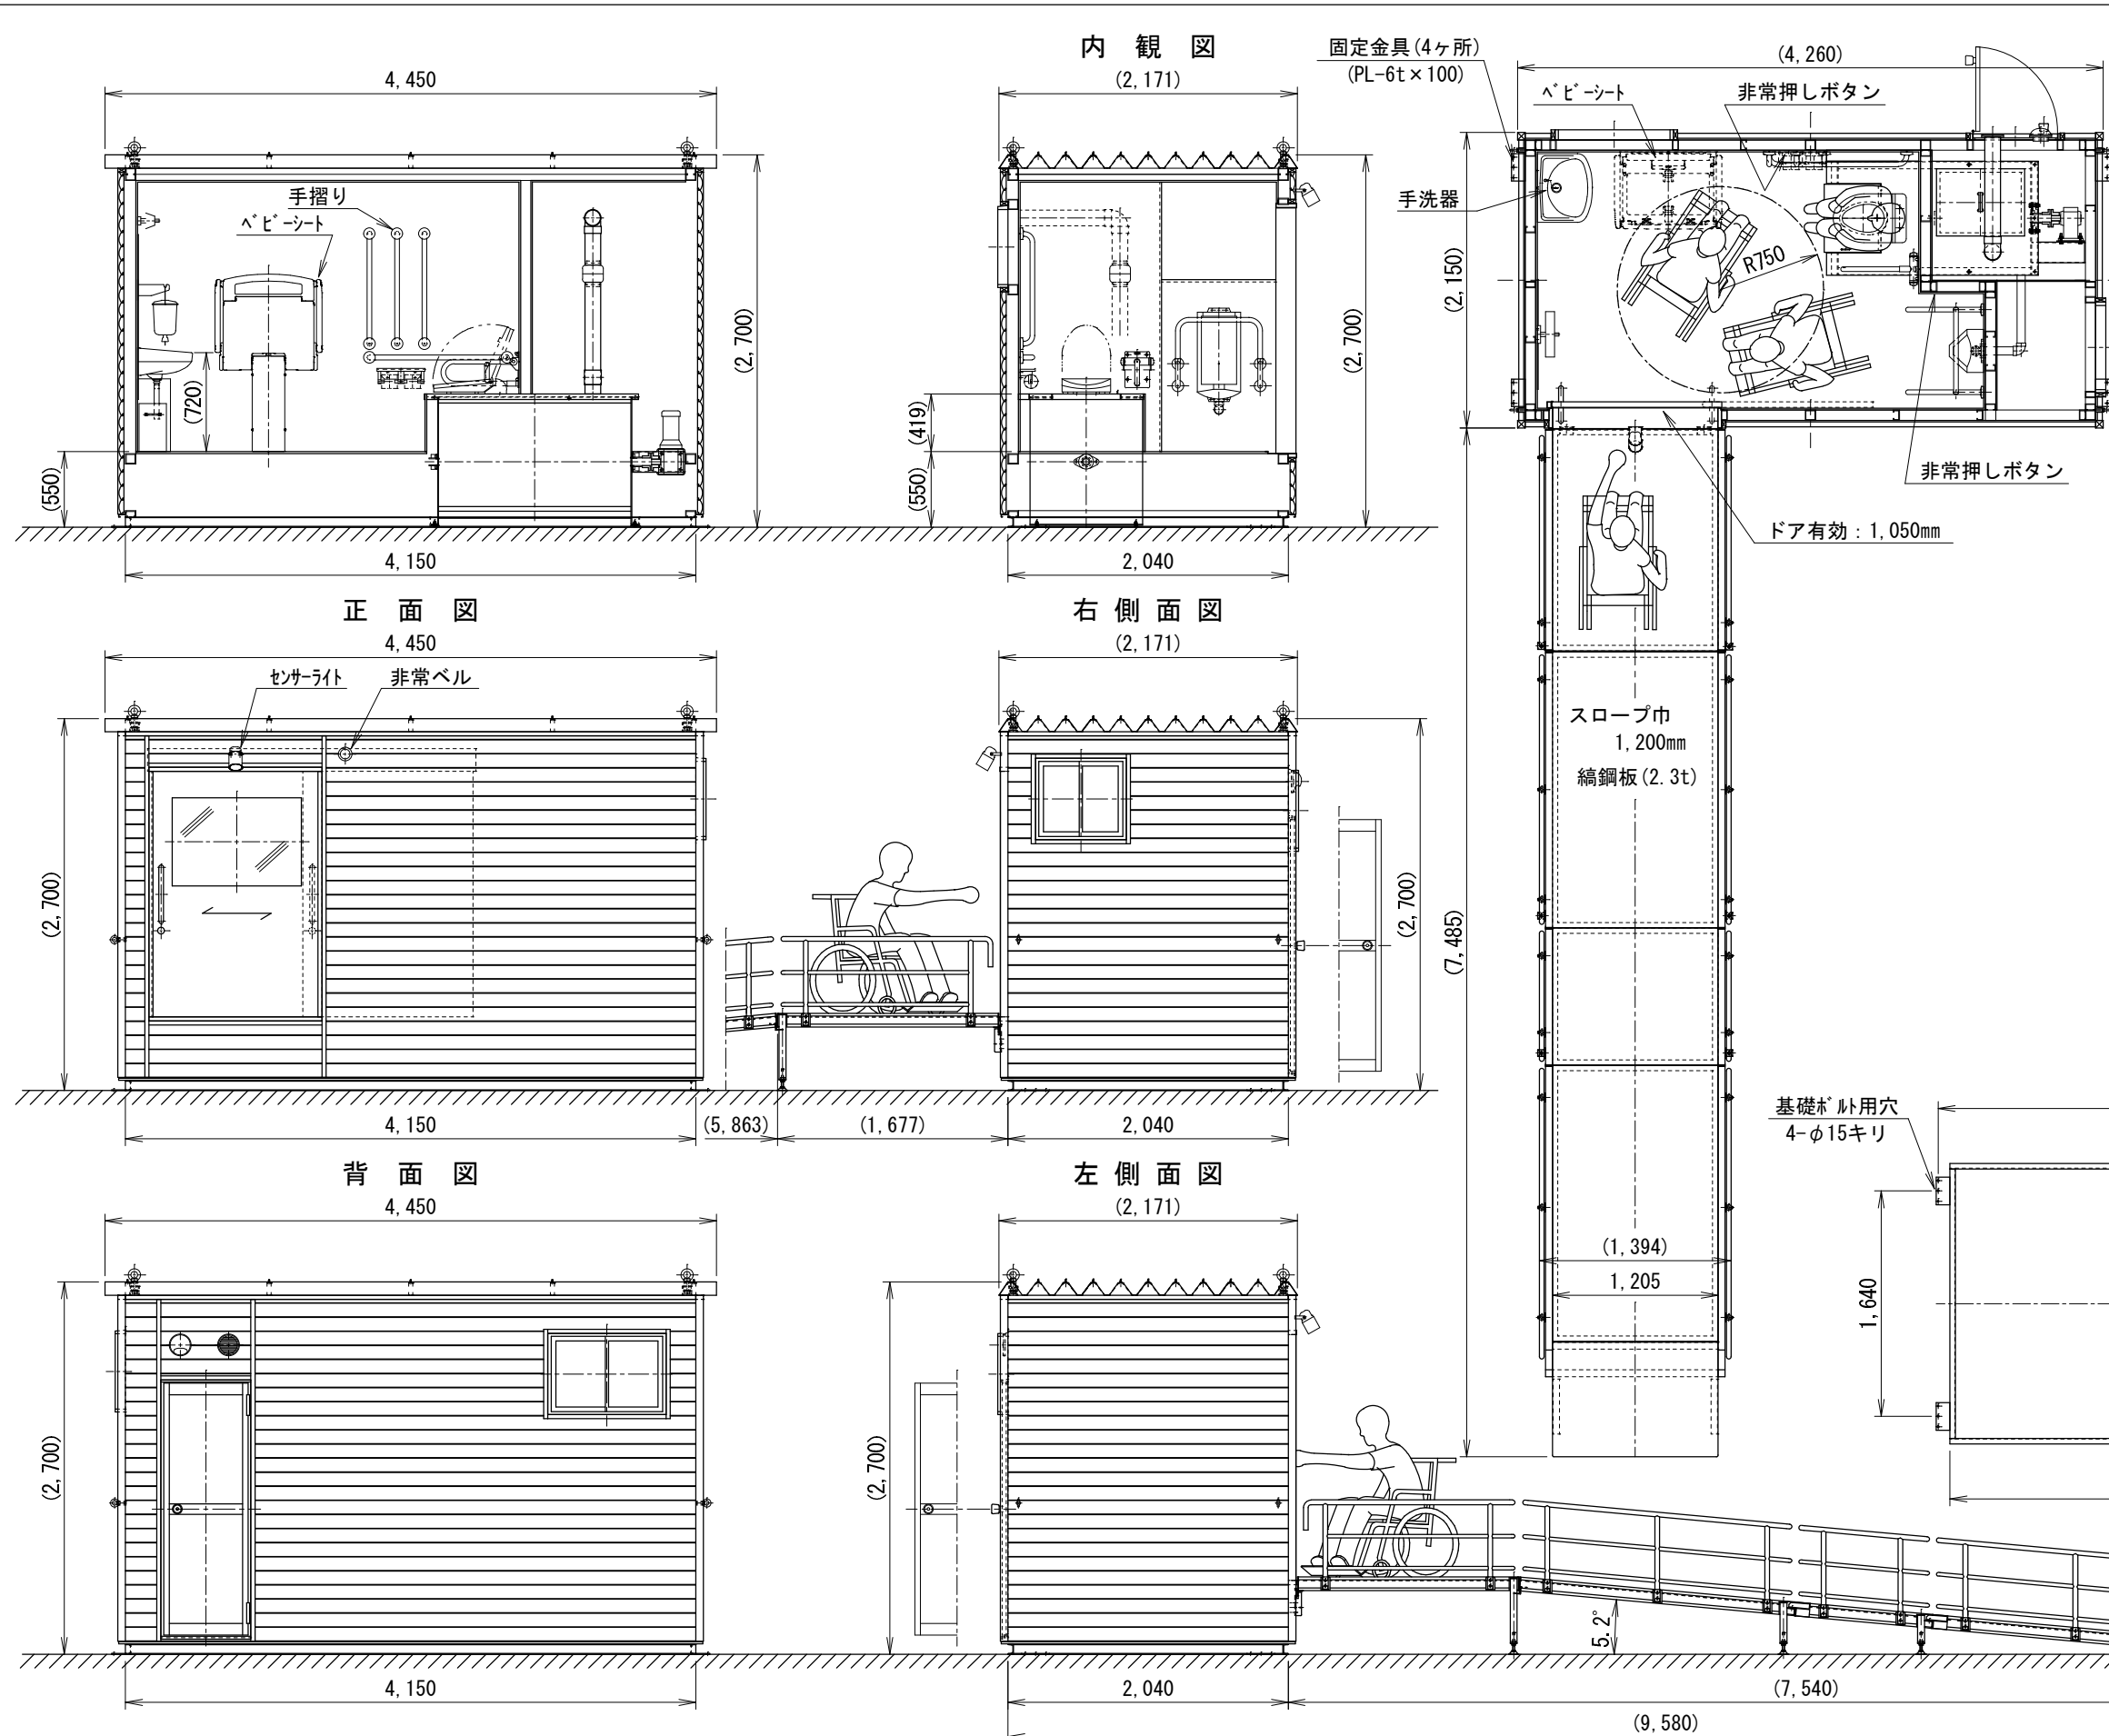 内観図
4,450
(2,171)
手摺り
ベビーシート
(720)
(550)
(2,700)
(419)
(550)
(2,700)
4,150
2,040
固定金具(4ヶ所)
(PL-6t×100)
(4,260)
ベビーシート
非常押しボタン
手洗器
(2,150)
R750
非常押しボタン
ドア有効：1,050mm
スロープ巾
1,200mm
縞鋼板(2.3t)
(7,485)
(1,394)
1,205
正面図
4,450
センサーライト
非常ベル
(2,700)
4,150
右側面図
(2,171)
(2,700)
(5,863)
(1,677)
2,040
基礎ボルト用穴
4-φ15キリ
1,640
背面図
4,450
(2,700)
4,150
左側面図
(2,171)
(2,700)
5.2°
2,040
(7,540)
(9,580)